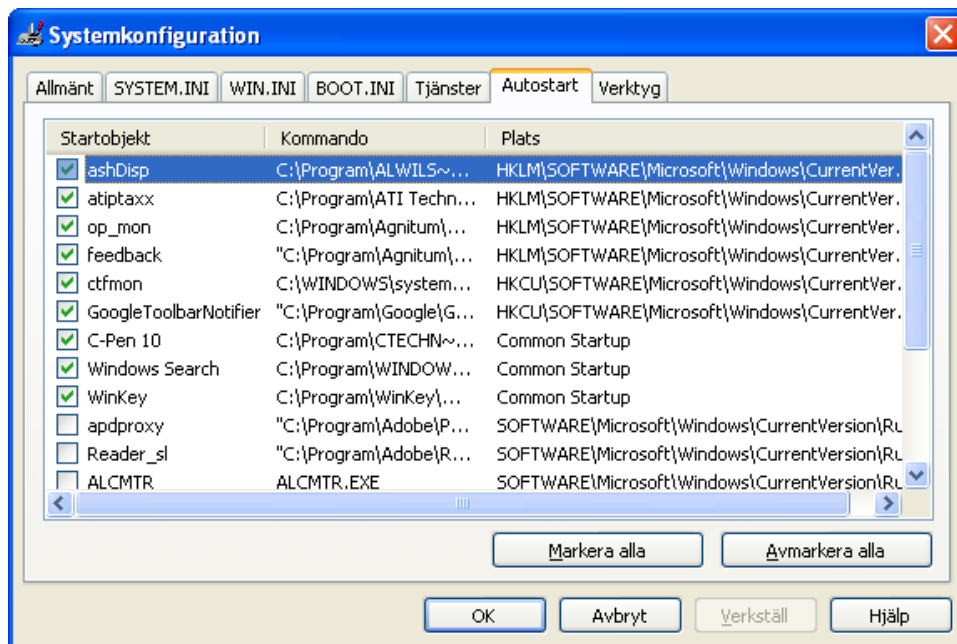 Systemkonfiguration
Allmänt SYSTEM.INI WIN.INI BOOT.INI Tjänster Autostart Verktyg
Startobjekt Kommando Plats
ashDisp C:\Program\ALWILS~... HKLM\SOFTWARE\Microsoft\Windows\CurrentVer.
atiptaxx C:\Program\ATI Techn... HKLM\SOFTWARE\Microsoft\Windows\CurrentVer.
op_mon C:\Program\Agnitum\... HKLM\SOFTWARE\Microsoft\Windows\CurrentVer.
feedback "C:\Program\Agnitum\... HKLM\SOFTWARE\Microsoft\Windows\CurrentVer.
ctfmon C:\WINDOWS\system... HKCU\SOFTWARE\Microsoft\Windows\CurrentVer.
GoogleToolbarNotifier "C:\Program\Google\G... HKCU\SOFTWARE\Microsoft\Windows\CurrentVer.
C-Pen 10 C:\Program\CTECHN~... Common Startup
Windows Search C:\Program\WINDOW... Common Startup
WinKey C:\Program\WinKey\... Common Startup
apdproxy "C:\Program\Adobe\P... SOFTWARE\Microsoft\Windows\CurrentVersion\Ru
Reader_sl "C:\Program\Adobe\R... SOFTWARE\Microsoft\Windows\CurrentVersion\Ru
ALCMTR ALCMTR.EXE SOFTWARE\Microsoft\Windows\CurrentVersion\Ru
Markera alla Avmarkera alla
OK Avbryt Verkställ Hjälp